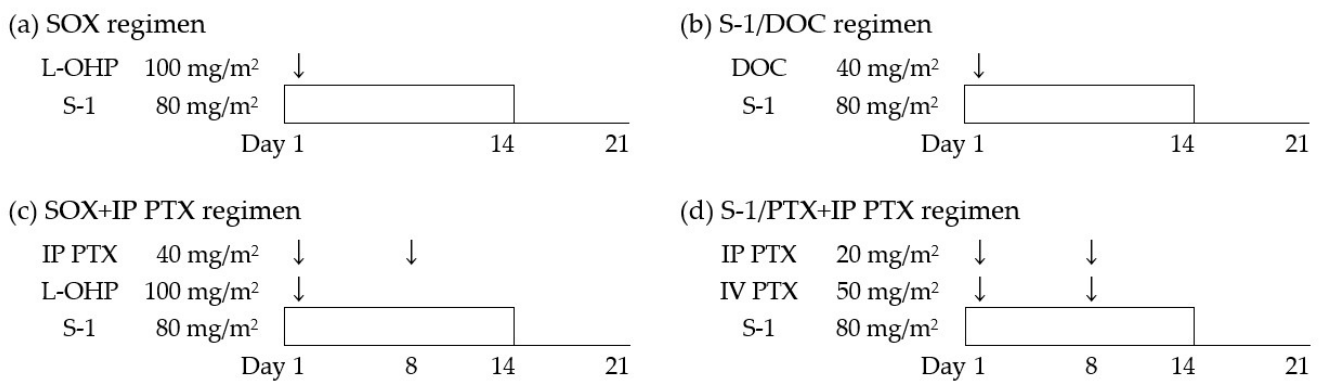 (a) SOX regimen
L-OHP 100 mg/m² ↓
S-1 80 mg/m²
Day 1 14 21
(b) S-1/DOC regimen
DOC 40 mg/m² ↓
S-1 80 mg/m²
Day 1 14 21
(c) SOX+IP PTX regimen
IP PTX 40 mg/m² ↓ ↓
L-OHP 100 mg/m² ↓
S-1 80 mg/m²
Day 1 8 14 21
(d) S-1/PTX+IP PTX regimen
IP PTX 20 mg/m² ↓ ↓
IV PTX 50 mg/m² ↓ ↓
S-1 80 mg/m²
Day 1 8 14 21